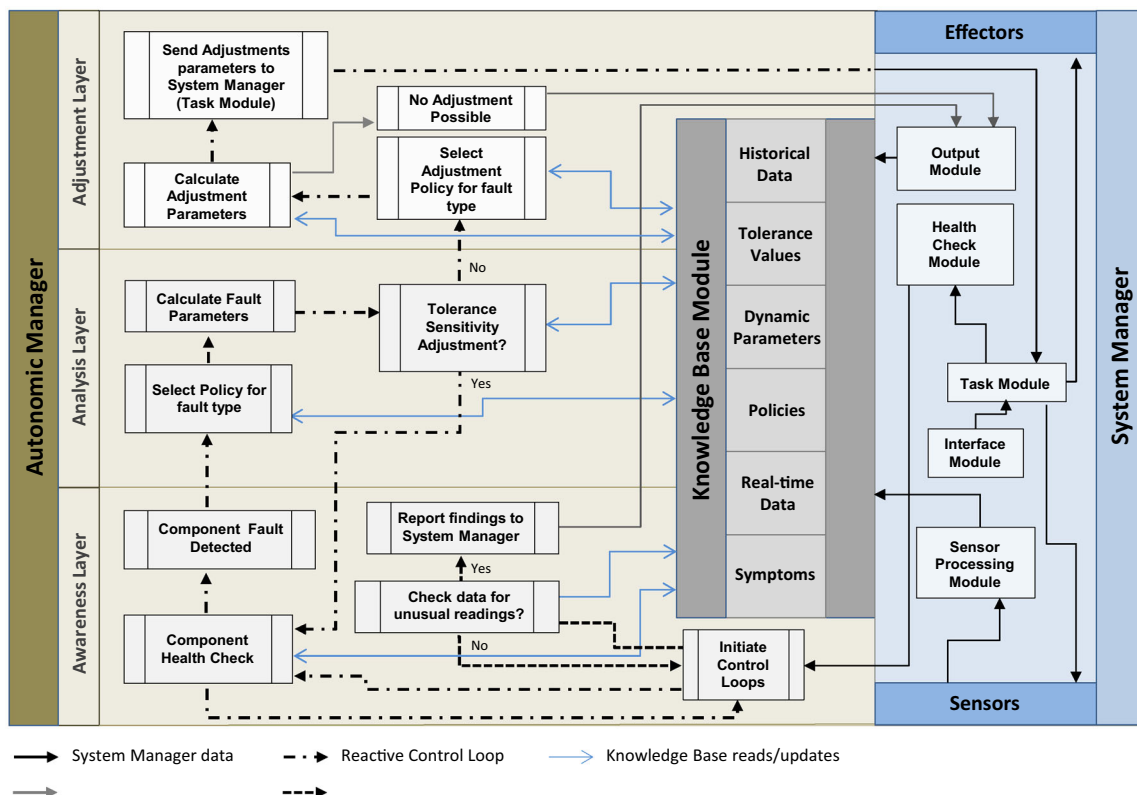 Autonomic Manager
Adjustment Layer
Analysis Layer
Awareness Layer
Send Adjustments
parameters to
System Manager
(Task Module)
No Adjustment
Possible
Calculate
Adjustment
Parameters
Select
Adjustment
Policy for fault
type
No
Calculate Fault
Parameters
Tolerance
Sensitivity
Adjustment?
Yes
Select Policy for
fault type
Component Fault
Detected
Report findings to
System Manager
Yes
Check data for
unusual readings?
No
Component
Health Check
Initiate
Control
Loops
Knowledge Base Module
Historical
Data
Tolerance
Values
Dynamic
Parameters
Policies
Real-time
Data
Symptoms
Effectors
Output
Module
Health
Check
Module
Task Module
Interface
Module
Sensor
Processing
Module
Sensors
System Manager
System Manager data
Reactive Control Loop
Knowledge Base reads/updates